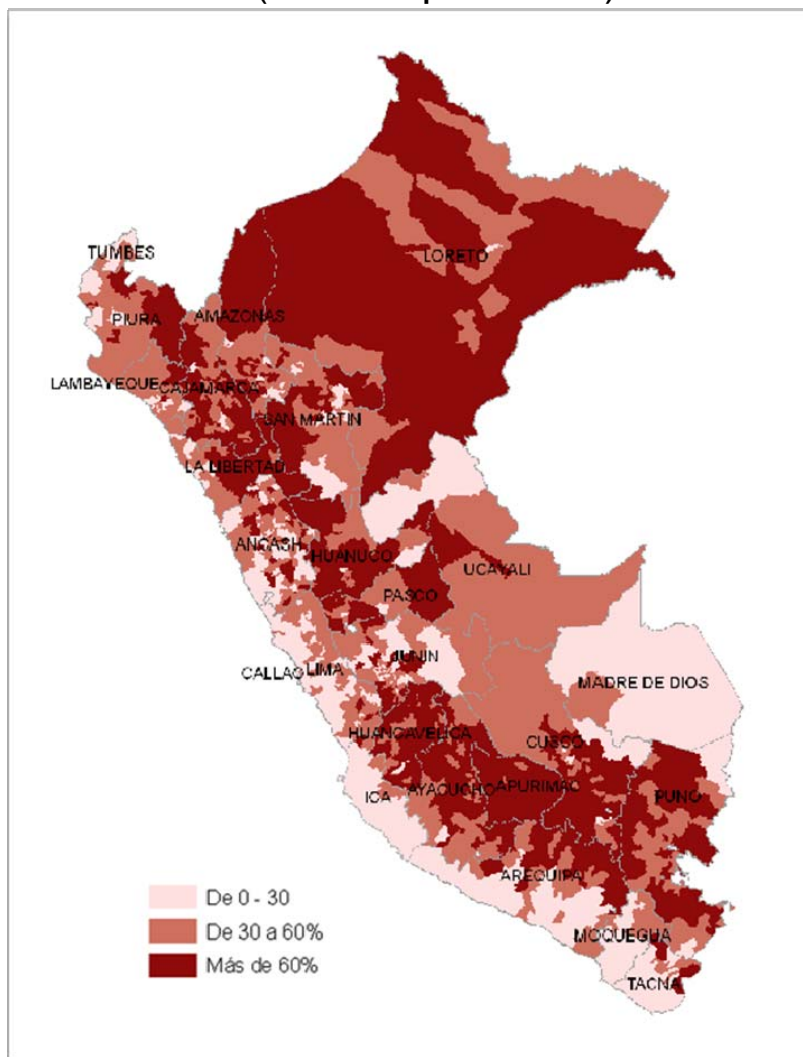 TUMBES
LORETO
PIURA
AMAZONAS
LAMBAYEQUE
CAJAMARCA
SAN MARTIN
LA LIBERTAD
ANCASH
HUANUCO
UCAYALI
PASCO
CALLAO
LIMA
JUNIN
MADRE DE DIOS
HUANCAVELICA
CUSCO
ICA
AYACUCHO
APURIMAC
PUNO
AREQUIPA
MOQUEGUA
TACNA
De 0 - 30
De 30 a 60%
Más de 60%